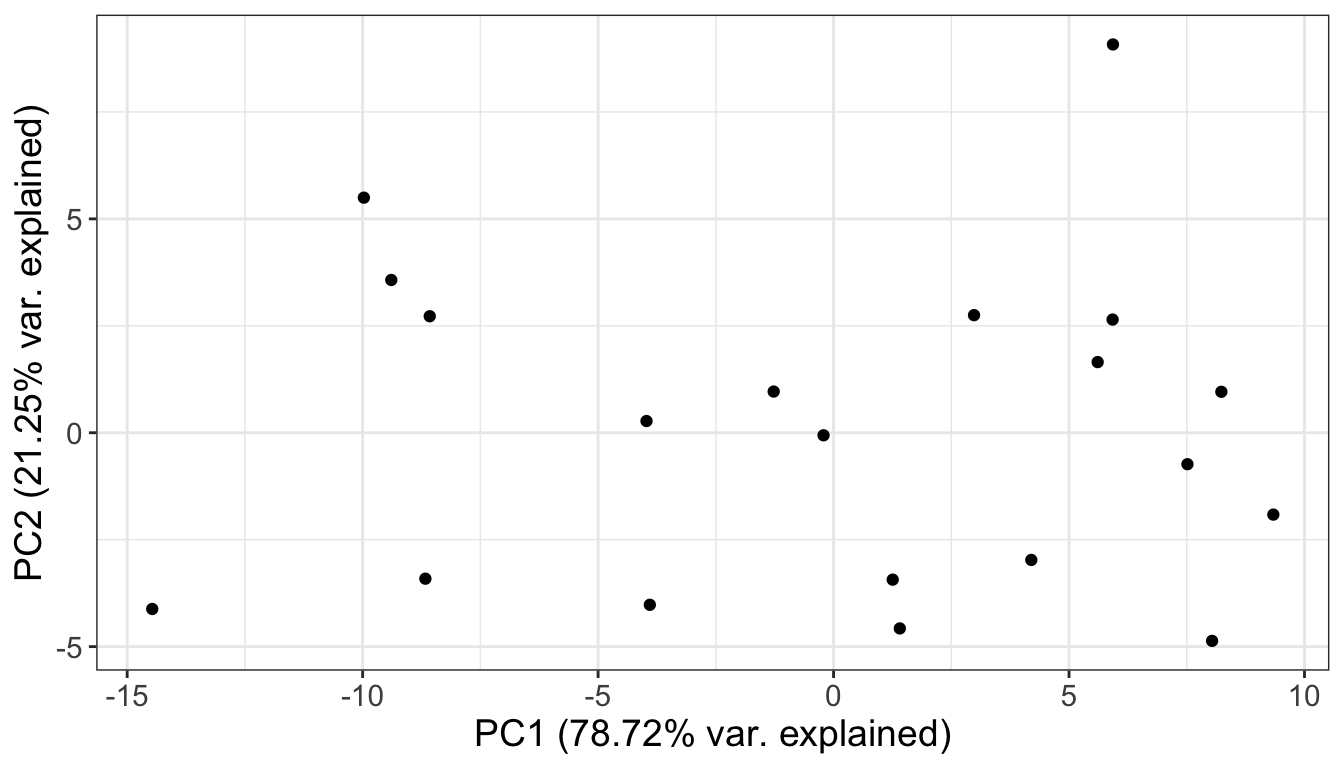 PC2 (21.25% var. explained)
5
0
-5
-15 -10 -5 0 5 10
PC1 (78.72% var. explained)